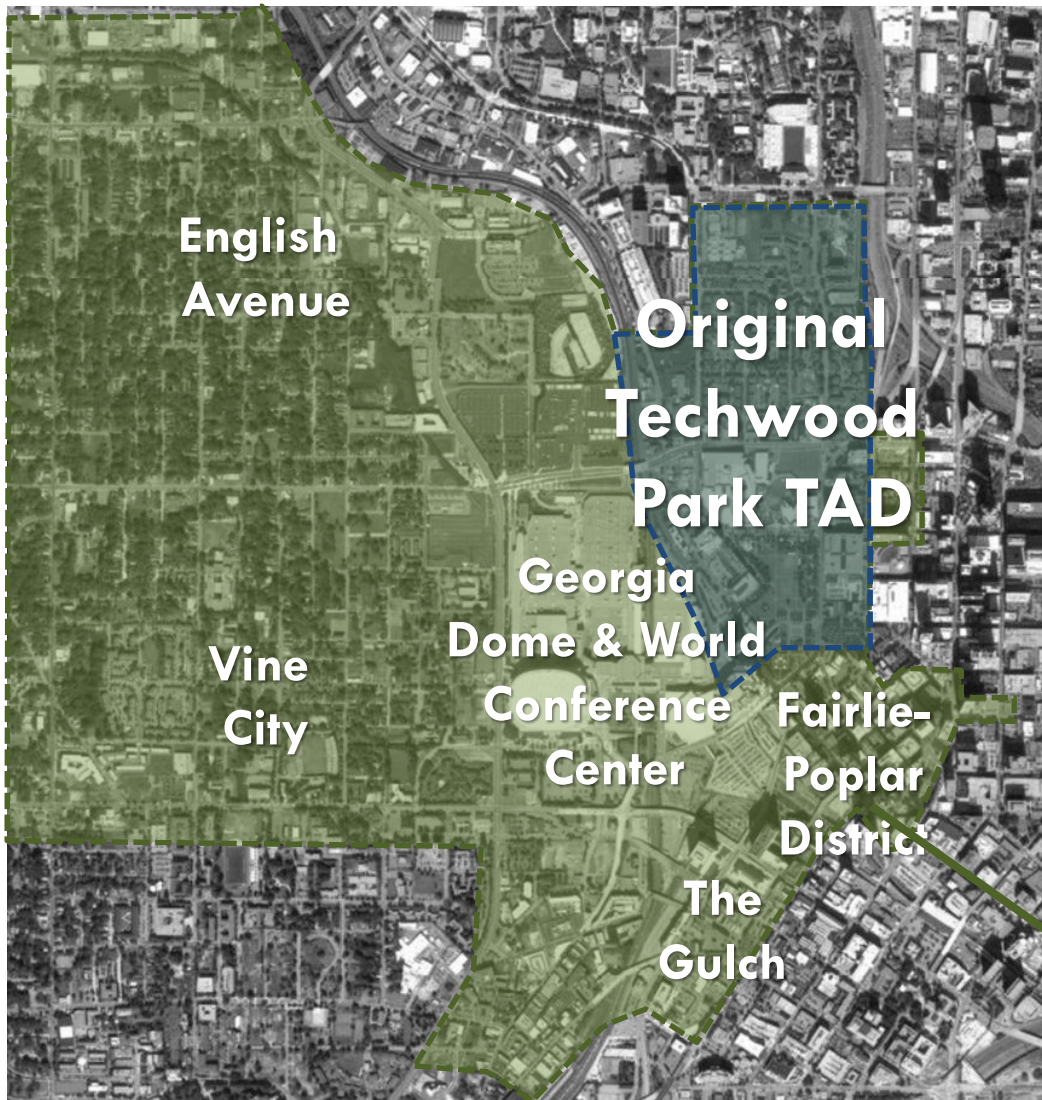 English
Avenue
Original
Techwood
Park TAD
Georgia
Dome & World
Conference
Center
Vine
City
Fairlie-
Poplar
District
The
Gulch